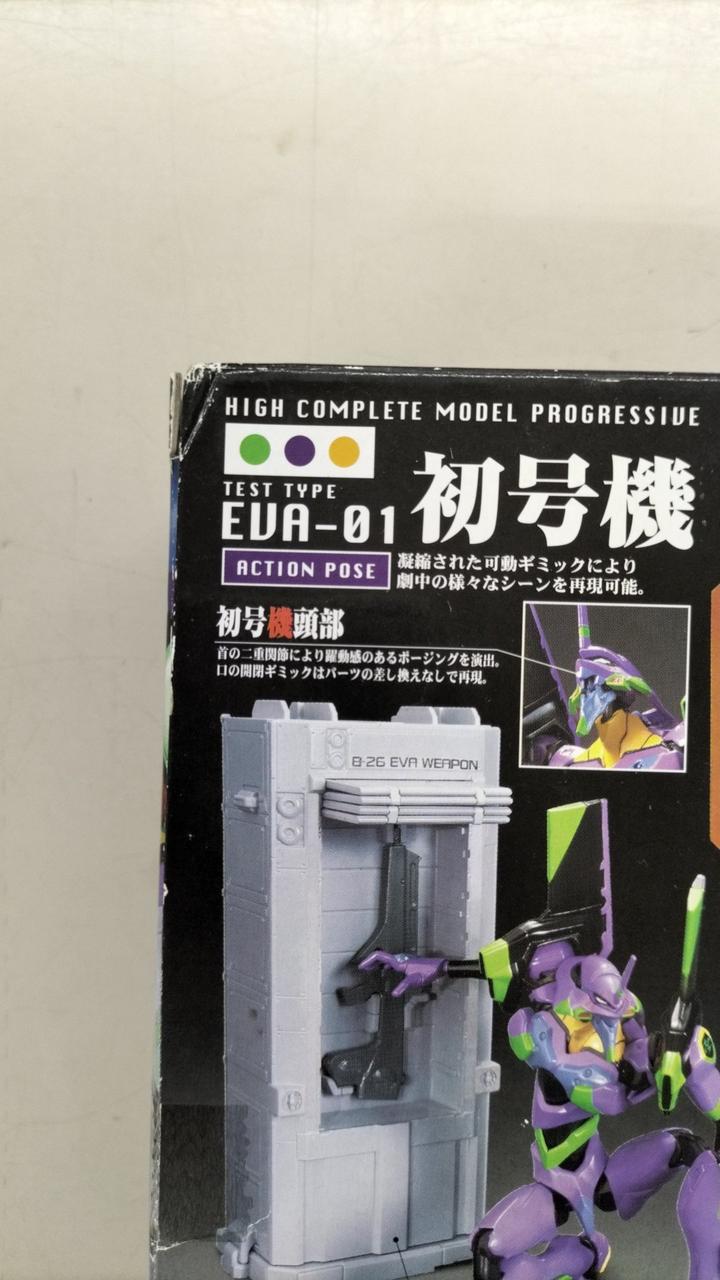 HIGH COMPLETE MODEL PROGRESSIVE
TEST TYPE
EVA-01 初号機
ACTION POSE
凝縮された可動ギミックにより
劇中の様々なシーンを再現可能。
初号機頭部
首の二重関節により躍動感のあるポージングを演出。
口の開閉ギミックはパーツの差し換えなしで再現。
B-26 EVA WEAPON